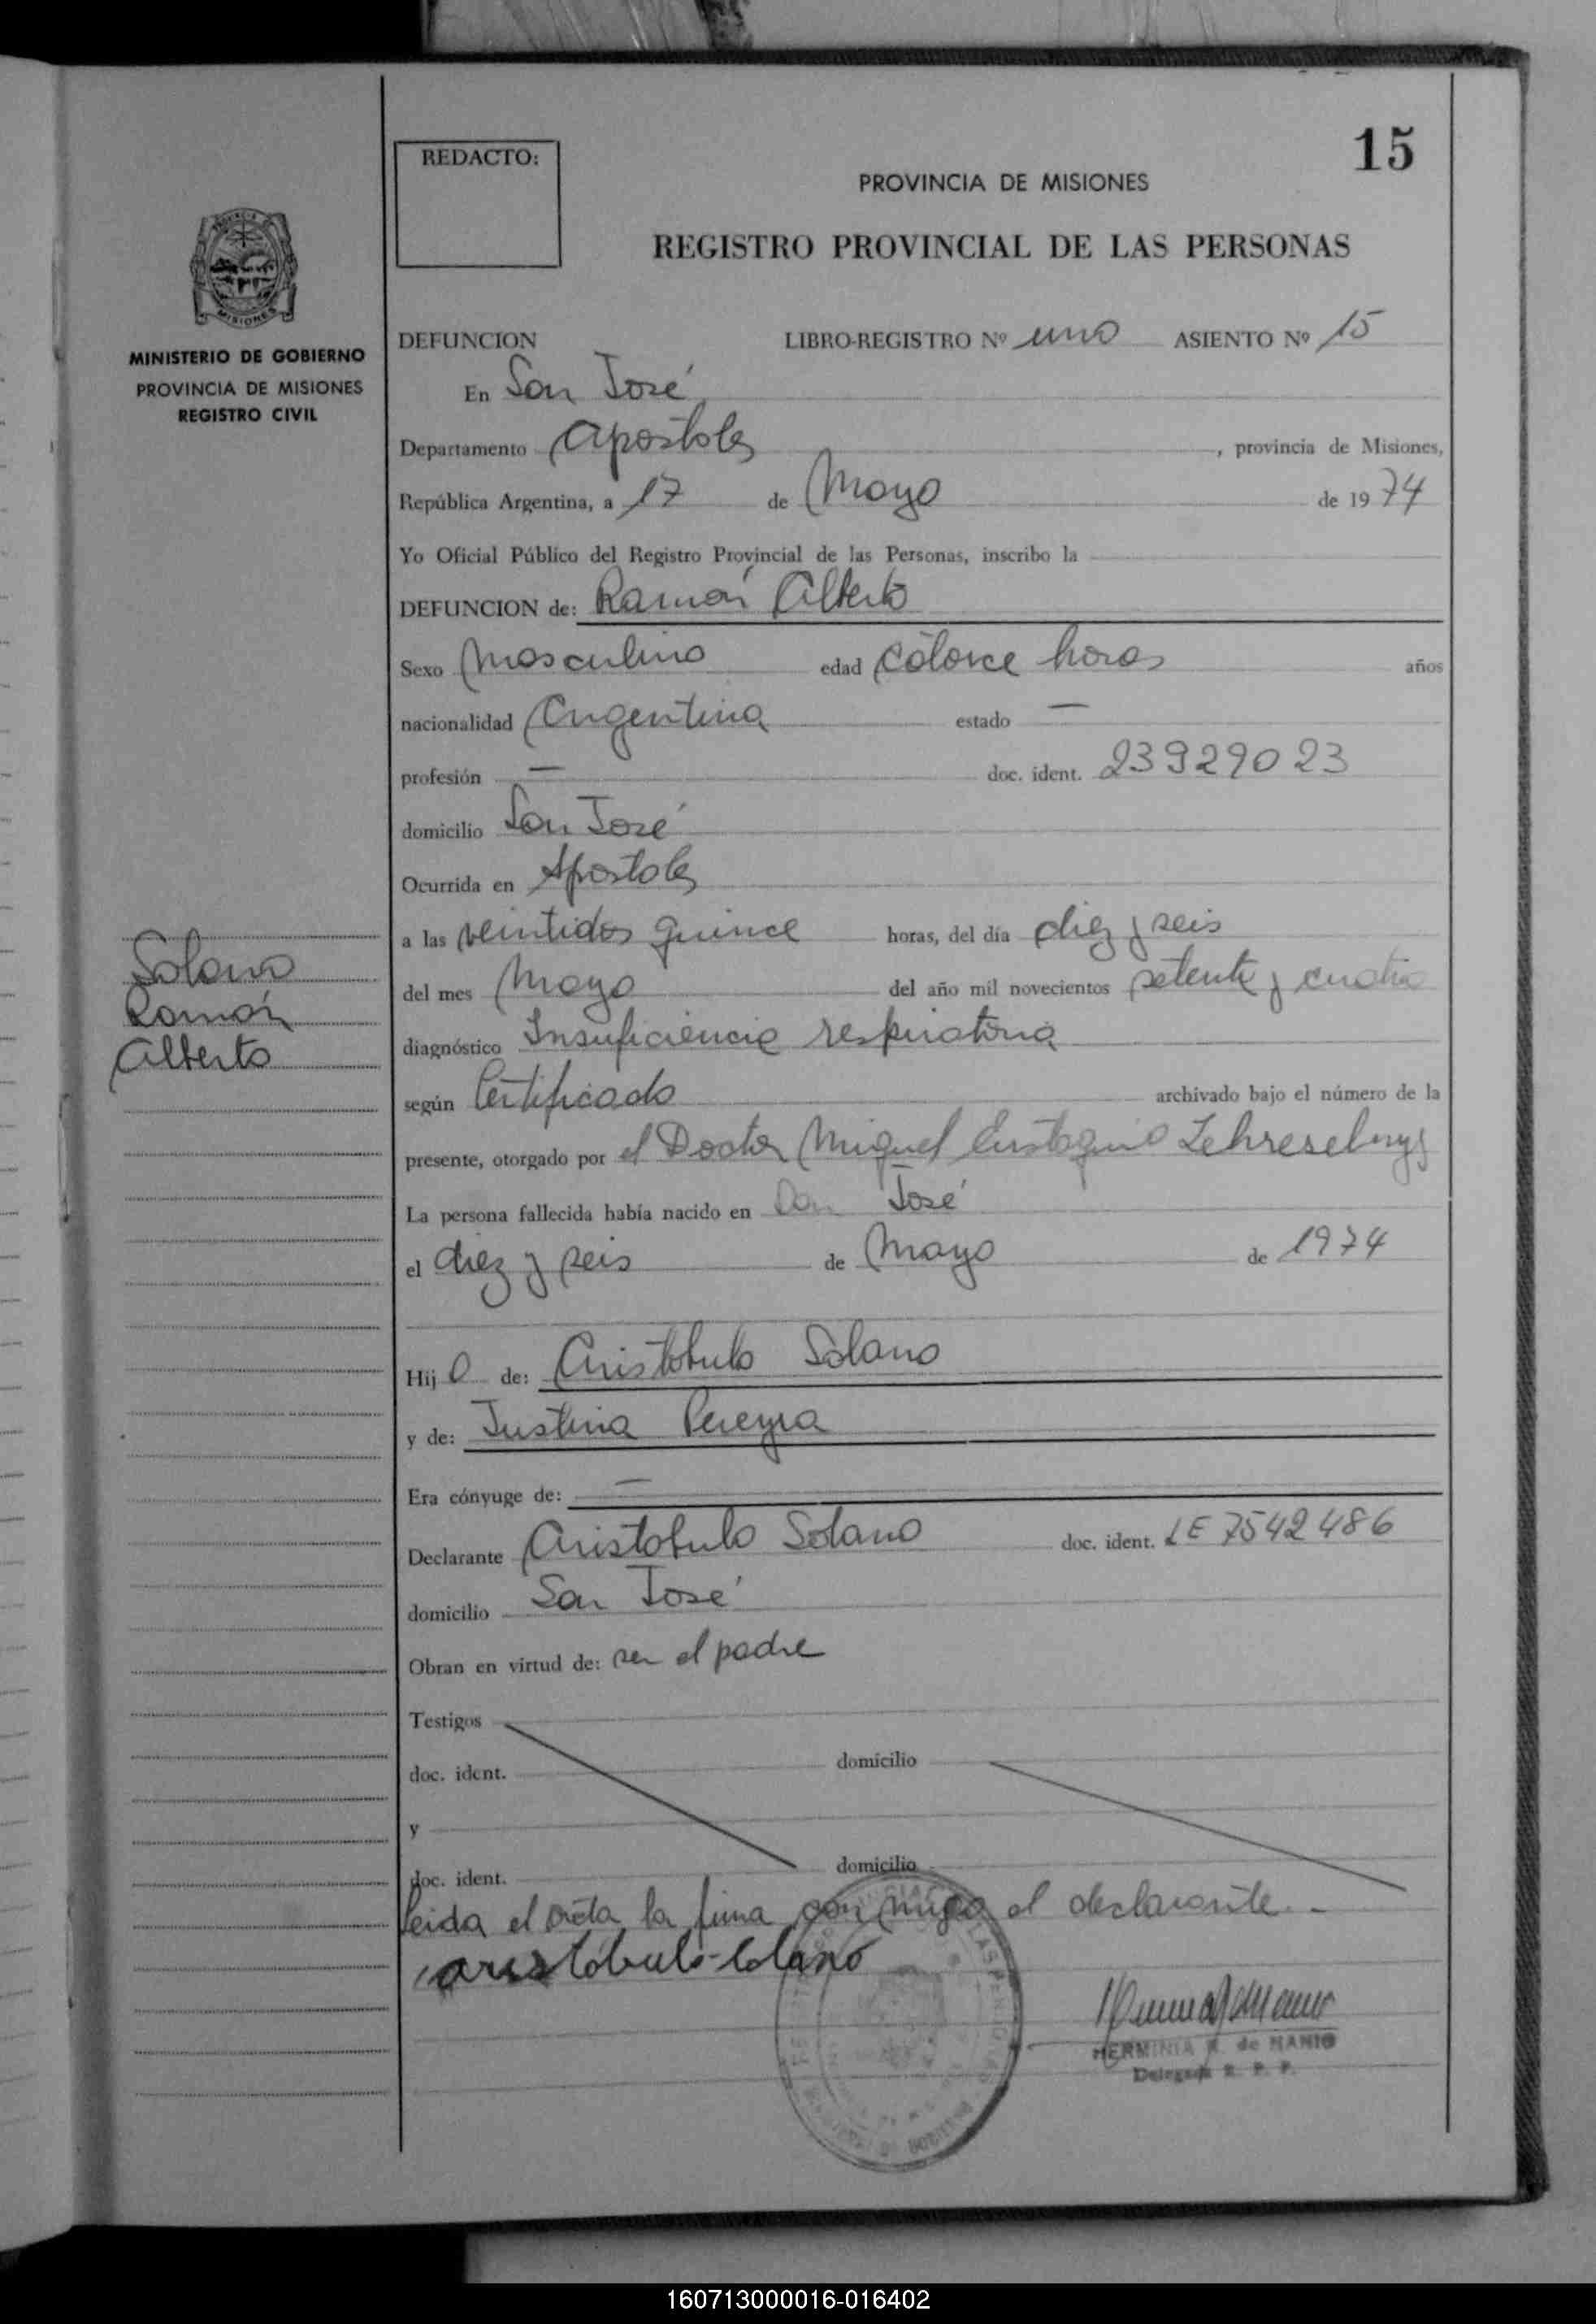 REDACTO:
15
PROVINCIA DE MISIONES
REGISTRO PROVINCIAL DE LAS PERSONAS
MISIONES
MINISTERIO DE GOBIERNO
PROVINCIA DE MISIONES
REGISTRO CIVIL
Solano
Ramón
Alberto
DEFUNCION LIBRO-REGISTRO Nº uno ASIENTO Nº 15
En San José
Departamento Apostoles, provincia de Misiones,
República Argentina, a 17 de Mayo de 1974
Yo Oficial Público del Registro Provincial de las Personas, inscribo la
DEFUNCION de: Ramón Alberto
Sexo Masculino edad catorce horas años
nacionalidad Argentina estado —
profesión — doc. ident. 23929023
domicilio San José
Ocurrida en Apostoles
a las veintidos quince horas, del día diez y seis
del mes Mayo del año mil novecientos setenta y cuatro
diagnóstico Insuficiencia respiratoria
según Certificado archivado bajo el número de la
presente, otorgado por el Doctor Miguel Eustaquio
La persona fallecida había nacido en San José
el diez y seis de Mayo de 1974
Hijo de: Aristobulo Solano
y de: Justina Pereyra
Era cónyuge de: —
Declarante Aristobulo Solano doc. ident. LE 7542486
domicilio San José
Obran en virtud de: ser el padre
Testigos
doc. ident. domicilio
y
doc. ident. domicilio
leida el acta la firma con migo el declarante.-
aristóbulo Solano
HERMINIA K. de HANIO
Delegada R. P. P.
160713000016-016402